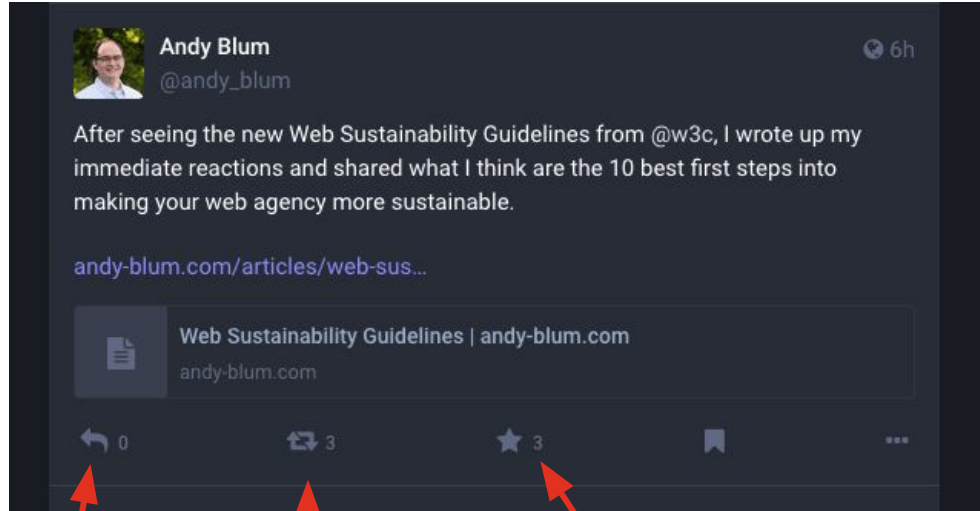 Andy Blum
6h
@andy_blum
After seeing the new Web Sustainability Guidelines from @w3c, I wrote up my
immediate reactions and shared what I think are the 10 best first steps into
making your web agency more sustainable.
andy-blum.com/articles/web-sus…
Web Sustainability Guidelines | andy-blum.com
andy-blum.com
0 3 3